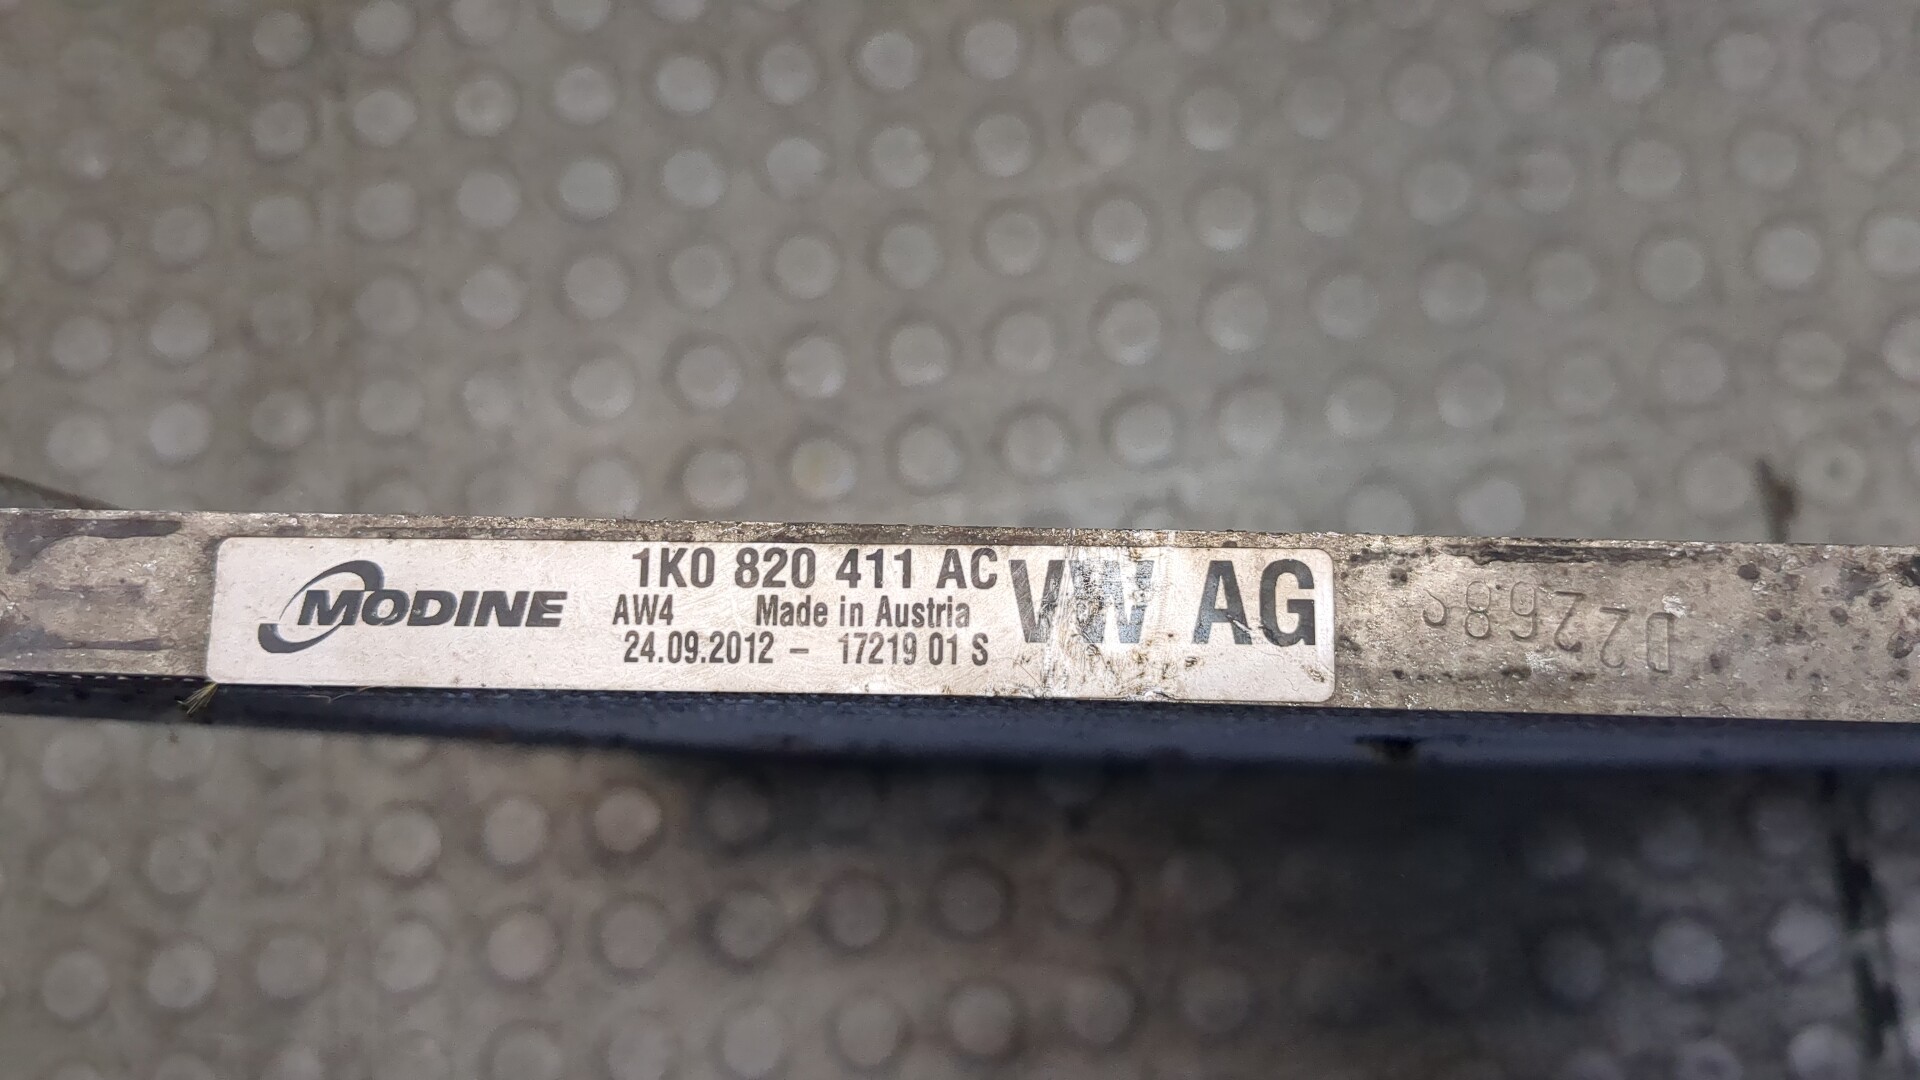 MODINE
1K0 820 411 AC
AW4 Made in Austria
24.09.2012 – 17219 01 S
VW AG